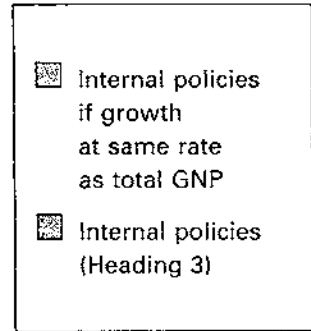 Internal policies
if growth
at same rate
as total GNP
Internal policies
(Heading 3)